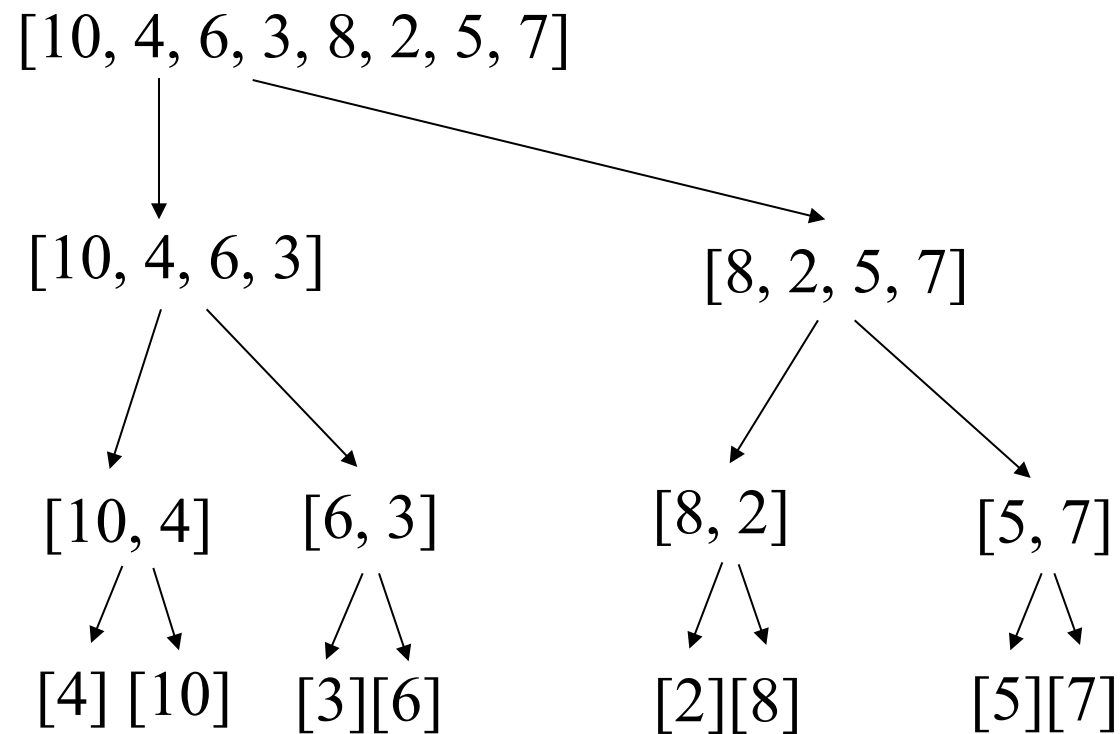 [10, 4, 6, 3, 8, 2, 5, 7]
[10, 4, 6, 3]
[8, 2, 5, 7]
[10, 4]
[6, 3]
[8, 2]
[5, 7]
[4] [10]
[3][6]
[2][8]
[5][7]